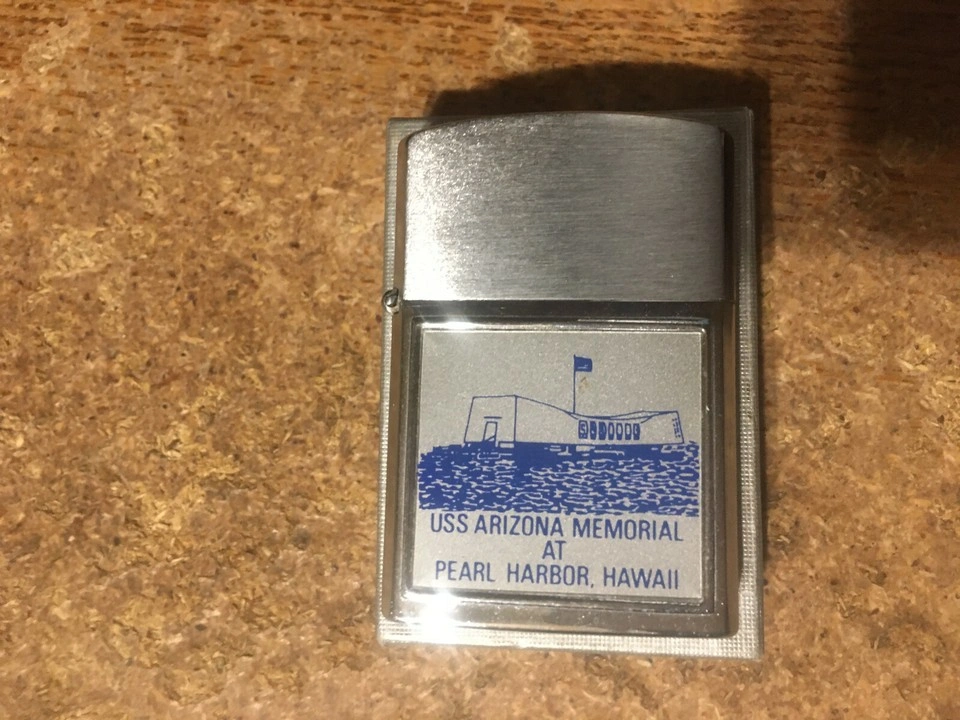 USS ARIZONA MEMORIAL
AT
PEARL HARBOR, HAWAII